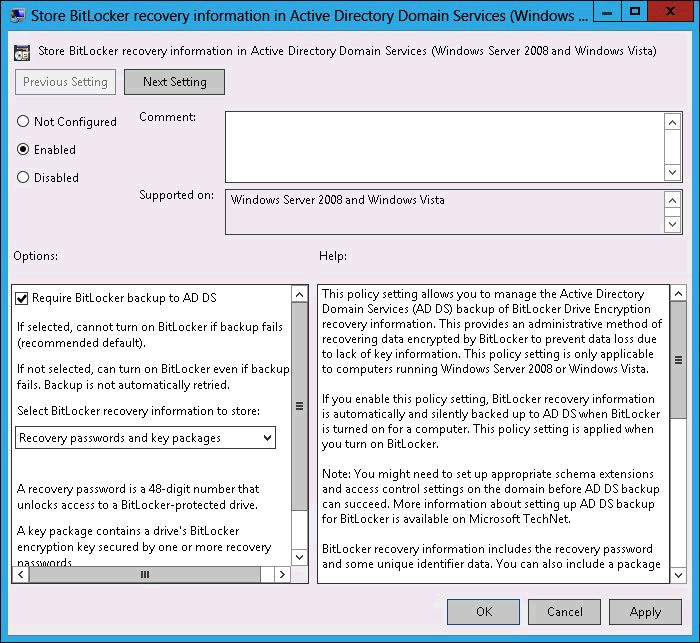 Store BitLocker recovery information in Active Directory Domain Services (Windows ...
Store BitLocker recovery information in Active Directory Domain Services (Windows Server 2008 and Windows Vista)
Previous Setting
Next Setting
Not Configured
Enabled
Disabled
Comment:
Supported on:
Windows Server 2008 and Windows Vista
Options:
Help:
Require BitLocker backup to AD DS
If selected, cannot turn on BitLocker if backup fails
(recommended default).
If not selected, can turn on BitLocker even if backup
fails. Backup is not automatically retried.
Select BitLocker recovery information to store:
Recovery passwords and key packages
A recovery password is a 48-digit number that
unlocks access to a BitLocker-protected drive.
A key package contains a drive's BitLocker
encryption key secured by one or more recovery
passwords
This policy setting allows you to manage the Active Directory
Domain Services (AD DS) backup of BitLocker Drive Encryption
recovery information. This provides an administrative method of
recovering data encrypted by BitLocker to prevent data loss due
to lack of key information. This policy setting is only applicable
to computers running Windows Server 2008 or Windows Vista.
If you enable this policy setting, BitLocker recovery information
is automatically and silently backed up to AD DS when BitLocker
is turned on for a computer. This policy setting is applied when
you turn on BitLocker.
Note: You might need to set up appropriate schema extensions
and access control settings on the domain before AD DS backup
can succeed. More information about setting up AD DS backup
for BitLocker is available on Microsoft TechNet.
BitLocker recovery information includes the recovery password
and some unique identifier data. You can also include a package
OK
Cancel
Apply